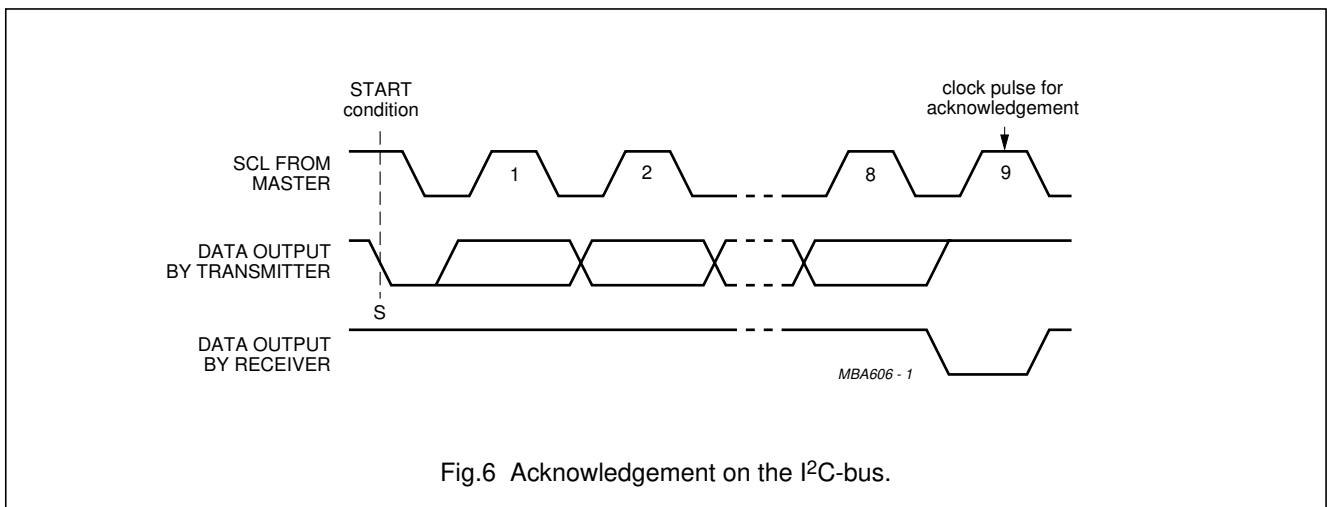 START
condition
clock pulse for
acknowledgement
SCL FROM
MASTER
1
2
8
9
DATA OUTPUT
BY TRANSMITTER
S
DATA OUTPUT
BY RECEIVER
MBA606 - 1
Fig.6 Acknowledgement on the I²C-bus.